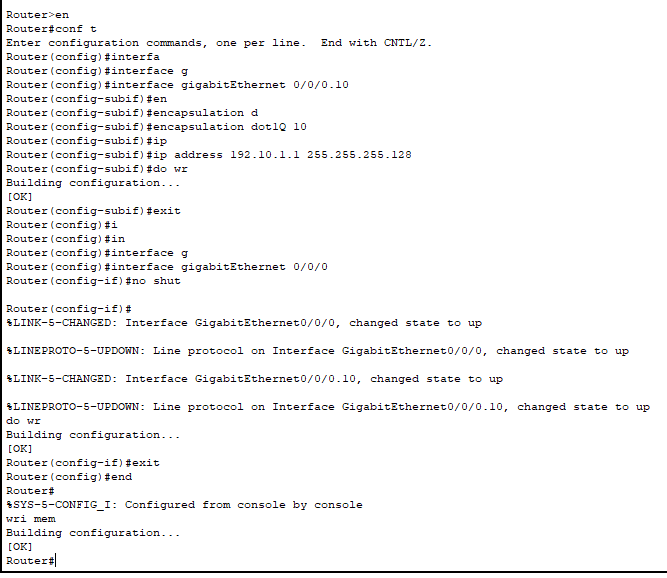 Router>en
Router#conf t
Enter configuration commands, one per line.  End with CNTL/Z.
Router(config)#interfa
Router(config)#interface g
Router(config)#interface gigabitEthernet 0/0/0.10
Router(config-subif)#en
Router(config-subif)#encapsulation d
Router(config-subif)#encapsulation dot1Q 10
Router(config-subif)#ip
Router(config-subif)#ip address 192.10.1.1 255.255.255.128
Router(config-subif)#do wr
Building configuration...
[OK]
Router(config-subif)#exit
Router(config)#i
Router(config)#in
Router(config)#interface g
Router(config)#interface gigabitEthernet 0/0/0
Router(config-if)#no shut
Router(config-if)#
%LINK-5-CHANGED: Interface GigabitEthernet0/0/0, changed state to up
%LINEPROTO-5-UPDOWN: Line protocol on Interface GigabitEthernet0/0/0, changed state to up
%LINK-5-CHANGED: Interface GigabitEthernet0/0/0.10, changed state to up
%LINEPROTO-5-UPDOWN: Line protocol on Interface GigabitEthernet0/0/0.10, changed state to up
do wr
Building configuration...
[OK]
Router(config-if)#exit
Router(config)#end
Router#
%SYS-5-CONFIG_I: Configured from console by console
wri mem
Building configuration...
[OK]
Router#